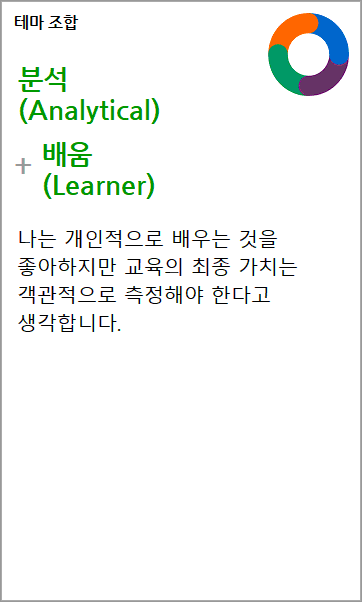 테마 조합
분석
(Analytical)
+ 배움
(Learner)
나는 개인적으로 배우는 것을
좋아하지만 교육의 최종 가치는
객관적으로 측정해야 한다고
생각합니다.